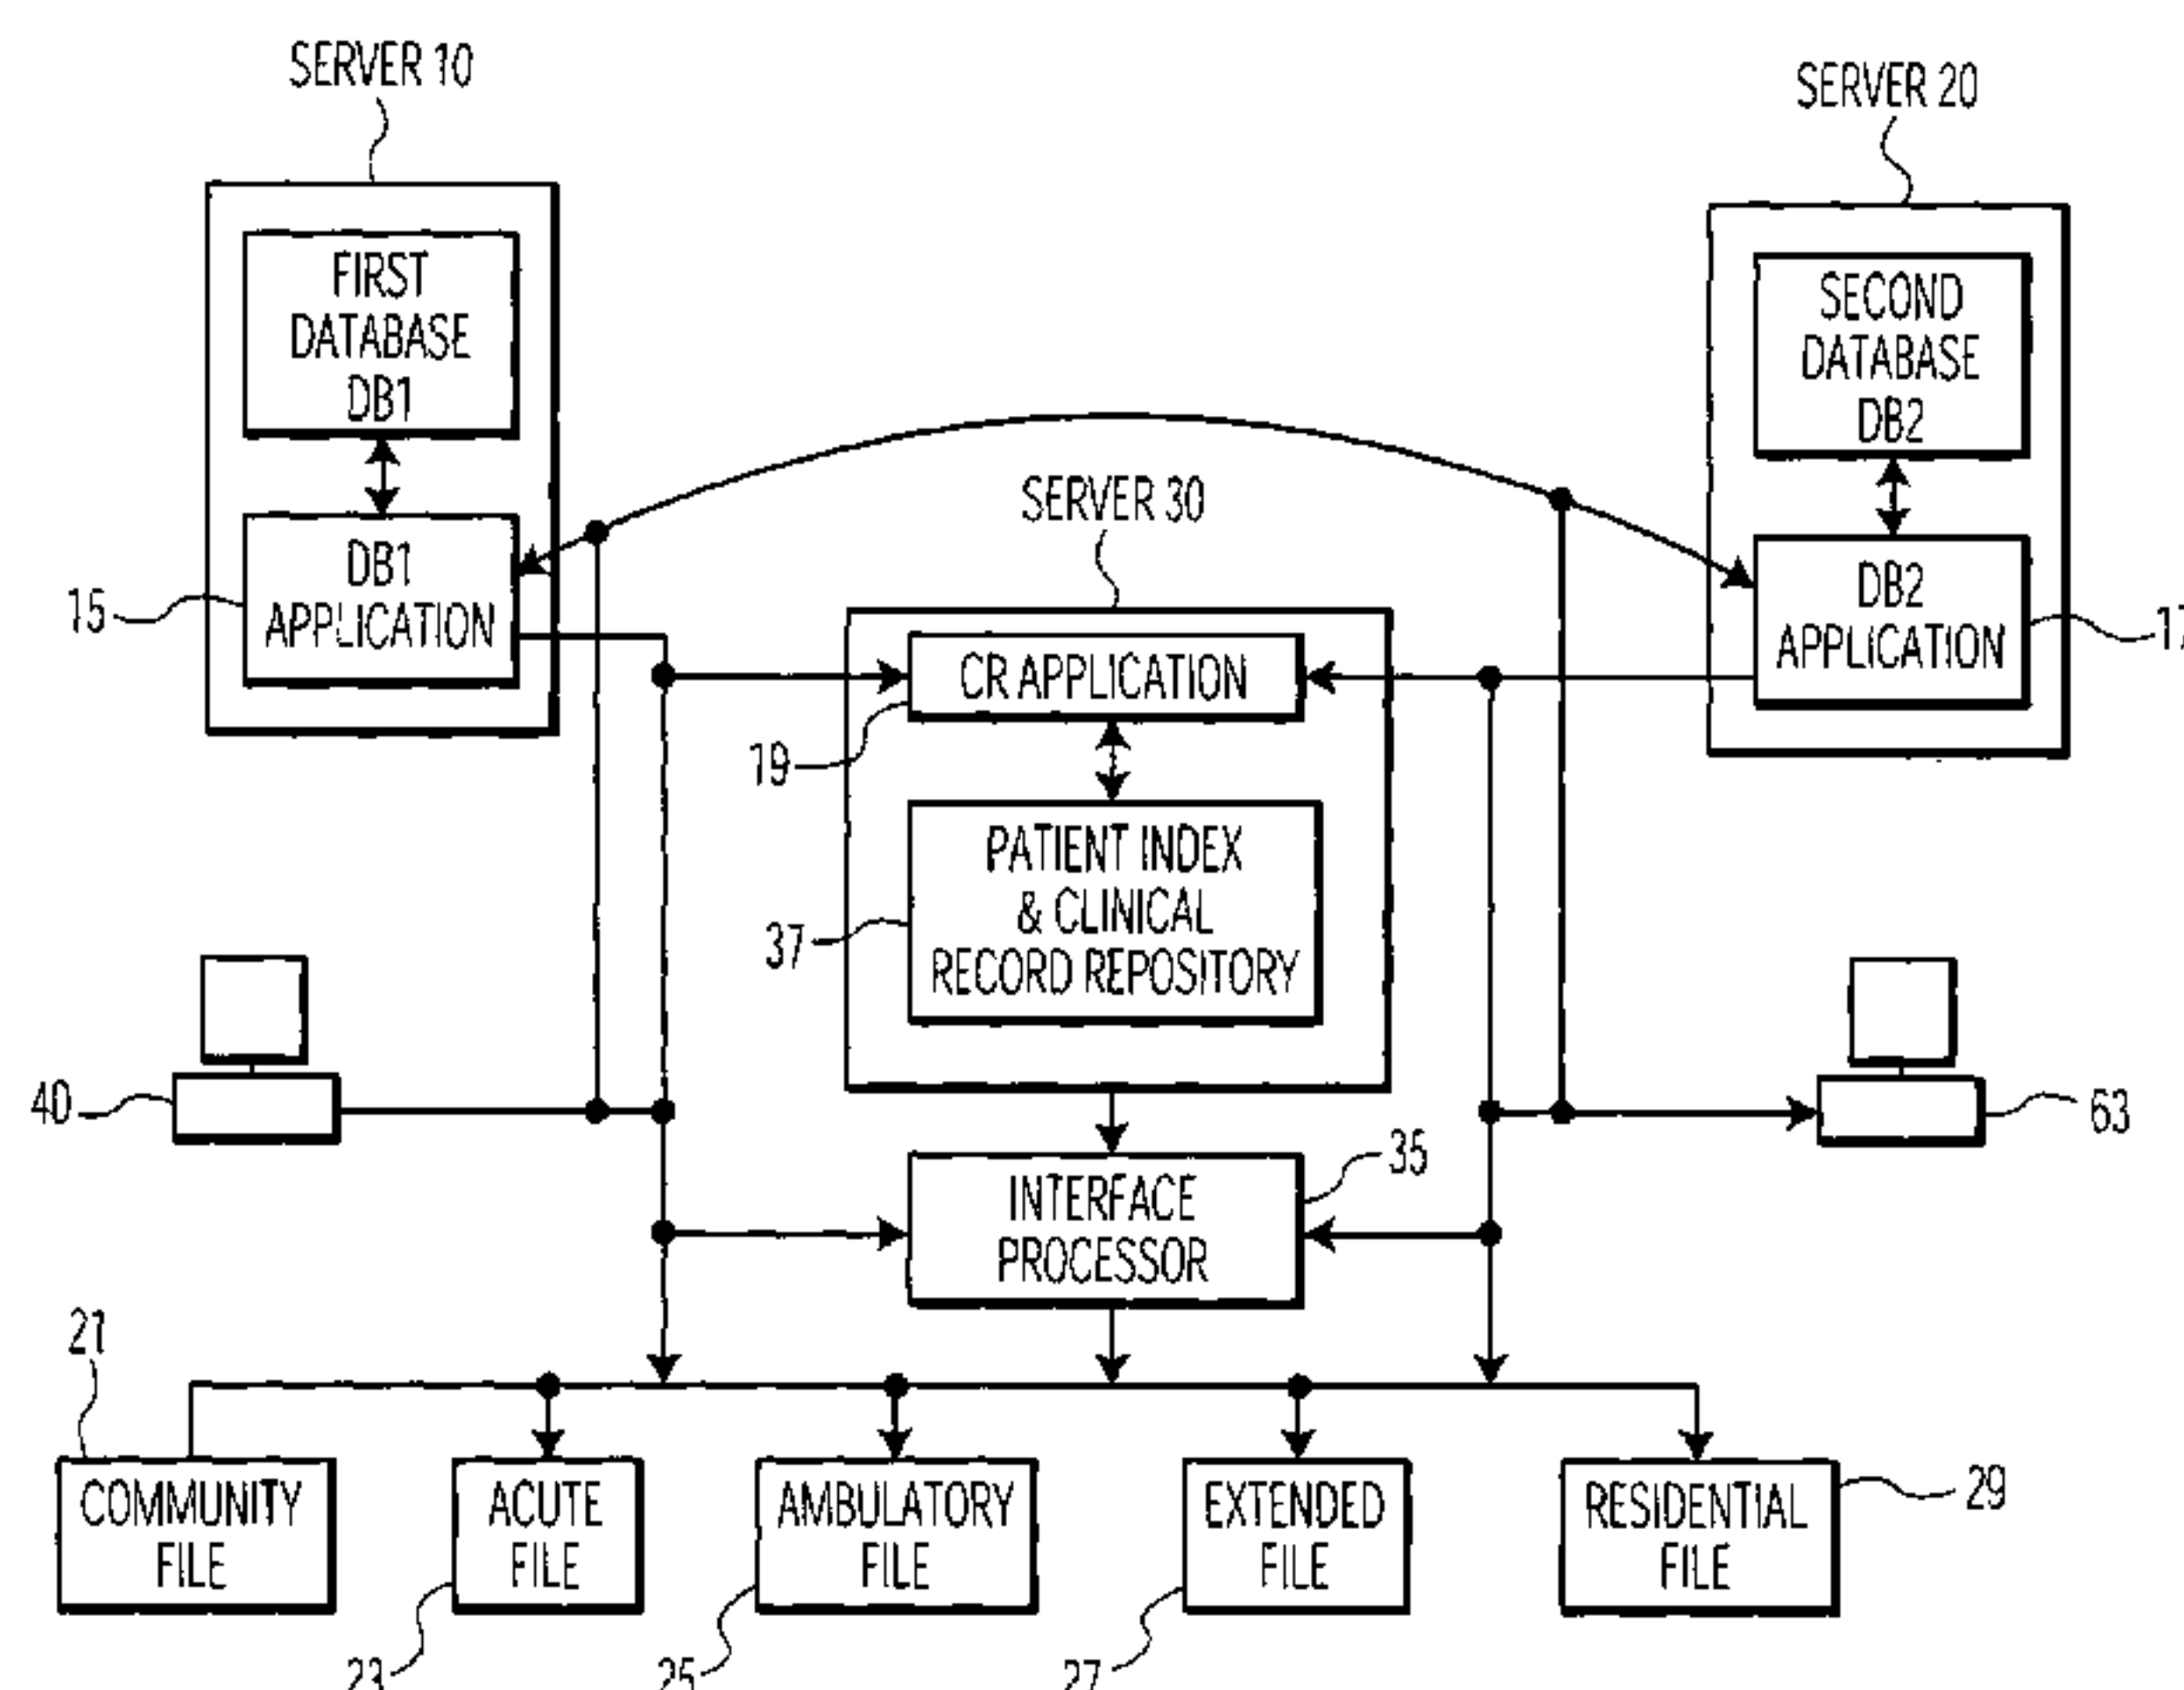 SERVER 10
SERVER 20
FIRST
DATABASE
DB1
SECOND
DATABASE
DB2
SERVER 30
DB1
APPLICATION
15
DB2
APPLICATION
17
CR APPLICATION
19
PATIENT INDEX
& CLINICAL
RECORD REPOSITORY
37
40
63
INTERFACE
PROCESSOR
35
21
COMMUNITY
FILE
ACUTE
FILE
AMBULATORY
FILE
EXTENDED
FILE
RESIDENTIAL
FILE
29
23
25
27